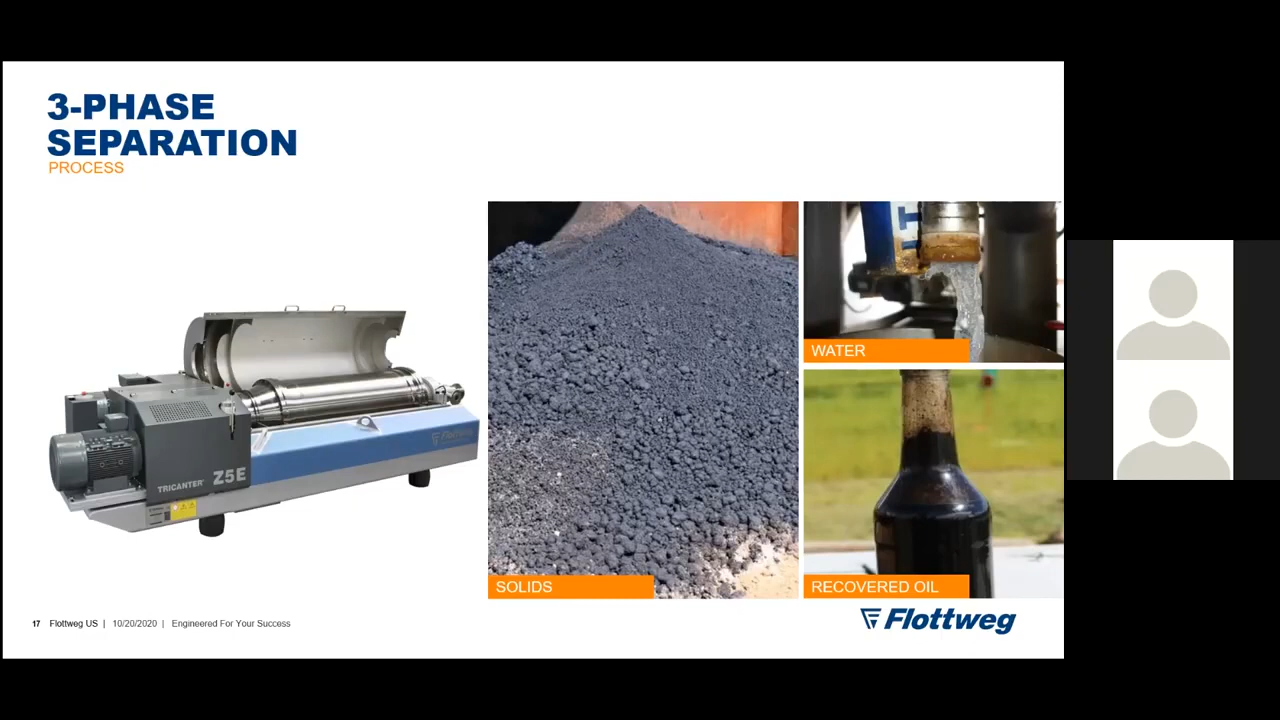 3-PHASE
SEPARATION
PROCESS
TRICANTER
Z5E
Flottweg
SOLIDS
WATER
RECOVERED OIL
17 Flottweg US | 10/20/2020 | Engineered For Your Success
Flottweg